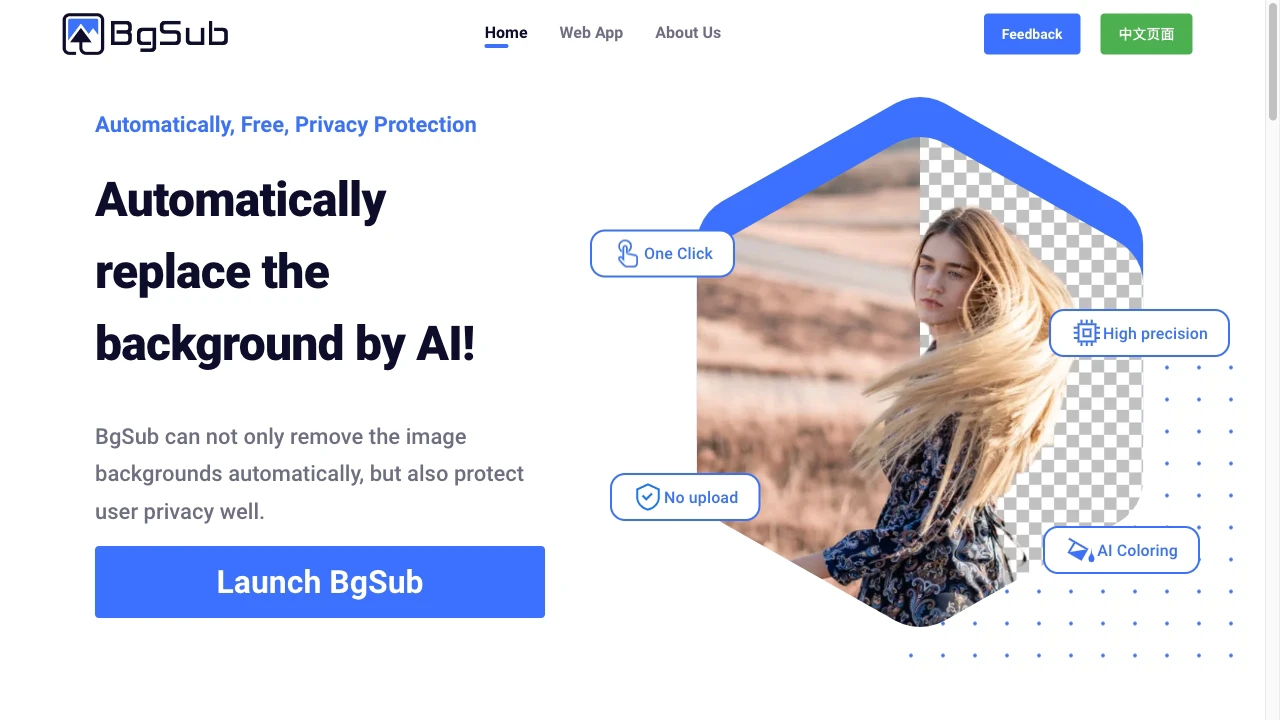 BgSub
Home
Web App
About Us
Feedback
中文页面
Automatically, Free, Privacy Protection
Automatically
replace the
background by AI!
BgSub can not only remove the image
backgrounds automatically, but also protect
user privacy well.
Launch BgSub
One Click
High precision
No upload
AI Coloring